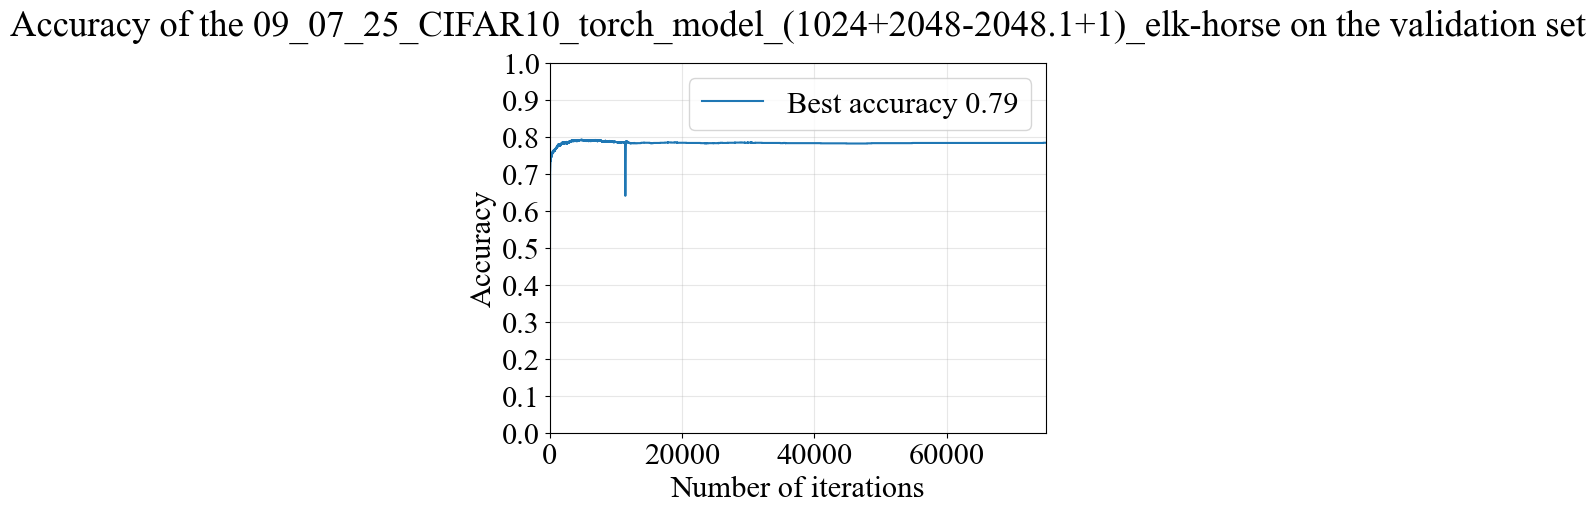 Accuracy of the 09_07_25_CIFAR10_torch_model_(1024+2048-2048.1+1)_elk-horse on the validation set
Best accuracy 0.79
1.0
0.9
0.8
0.7
0.6
0.5
0.4
0.3
0.2
0.1
0.0
Accuracy
0 20000 40000 60000
Number of iterations